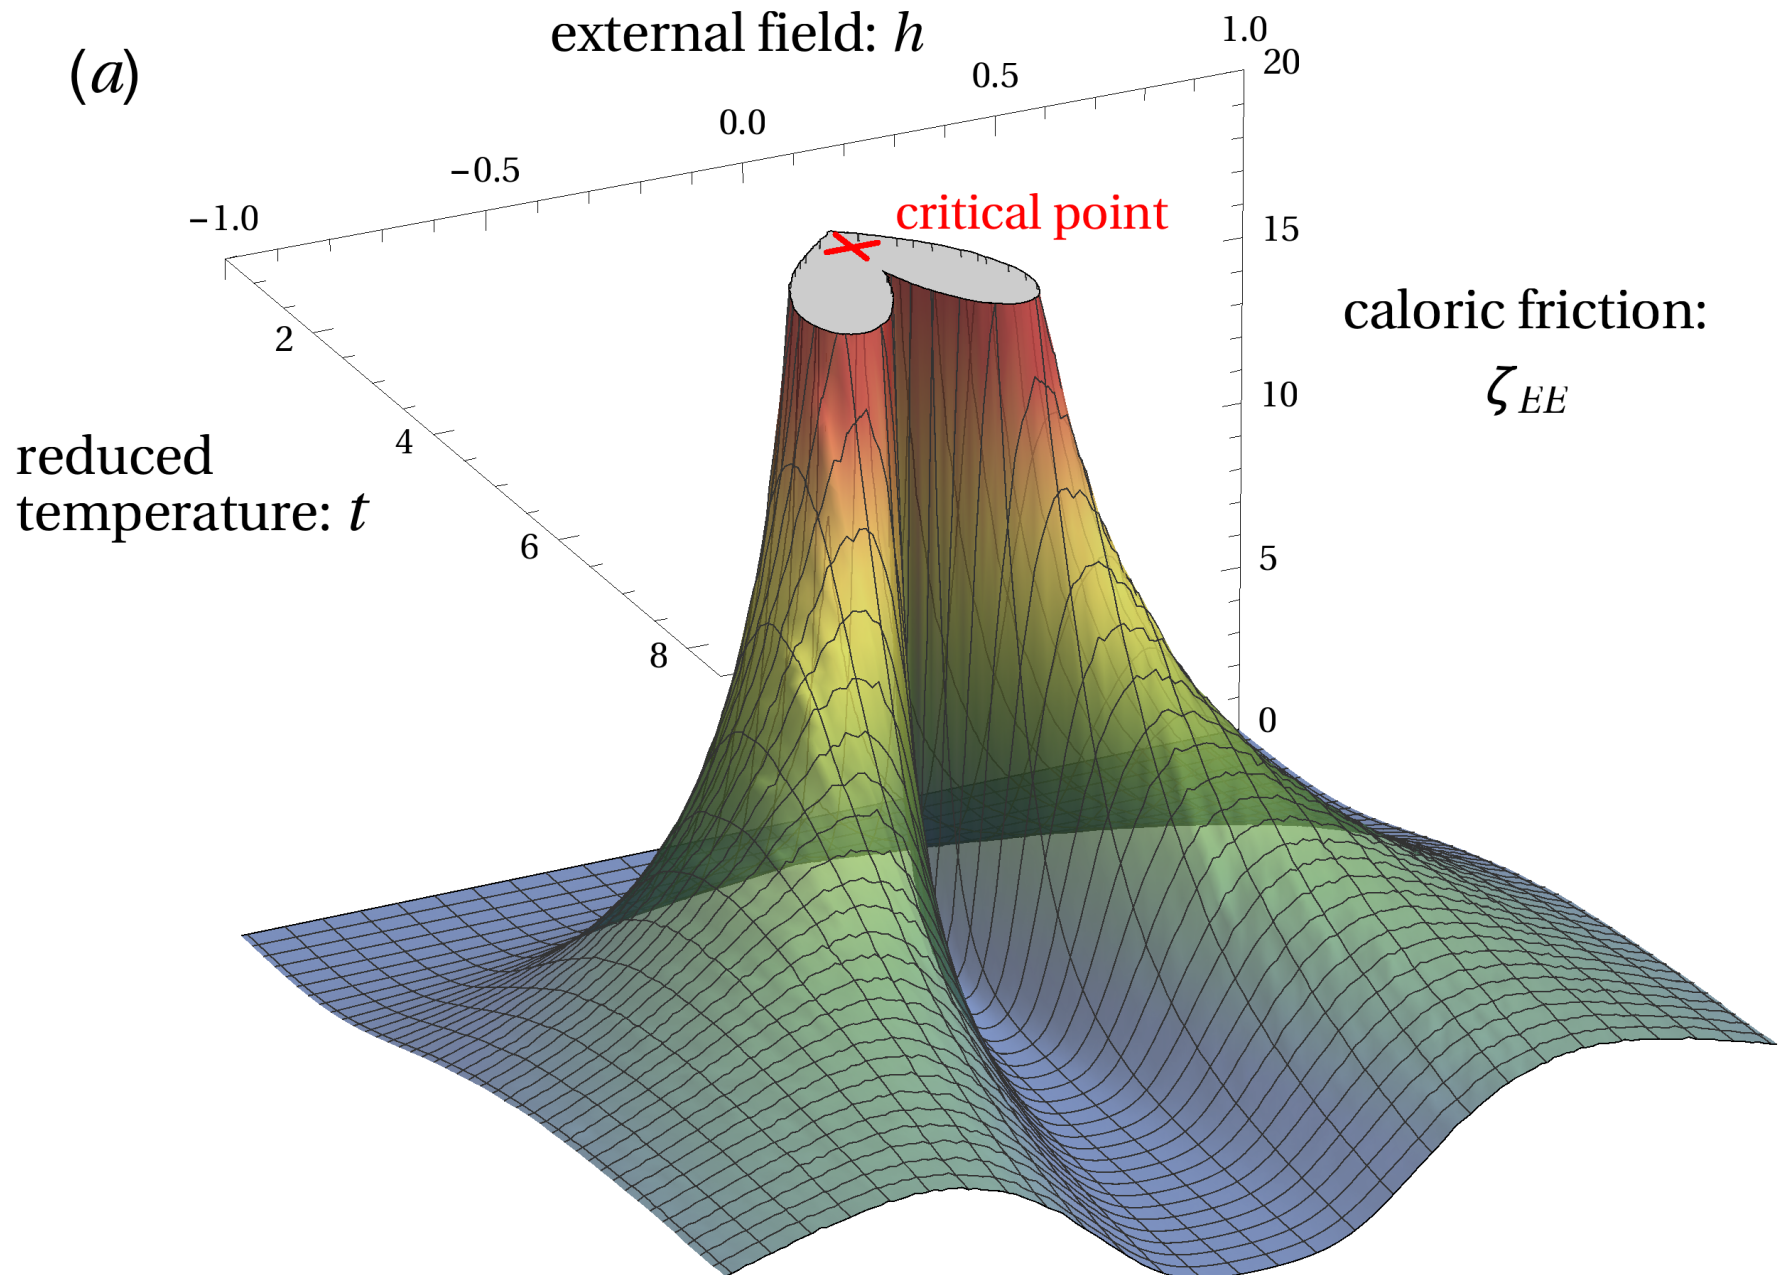 (a)
external field: h
1.0
20
0.5
0.0
−0.5
−1.0
critical point
15
caloric friction:
ζEE
10
2
4
reduced
temperature: t
6
5
8
0